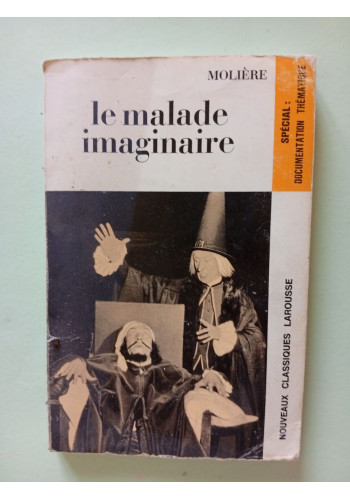 MOLIÈRE
le malade
imaginaire
SPÉCIAL :
DOCUMENTATION THÉMATIQUE
NOUVEAUX CLASSIQUES LAROUSSE